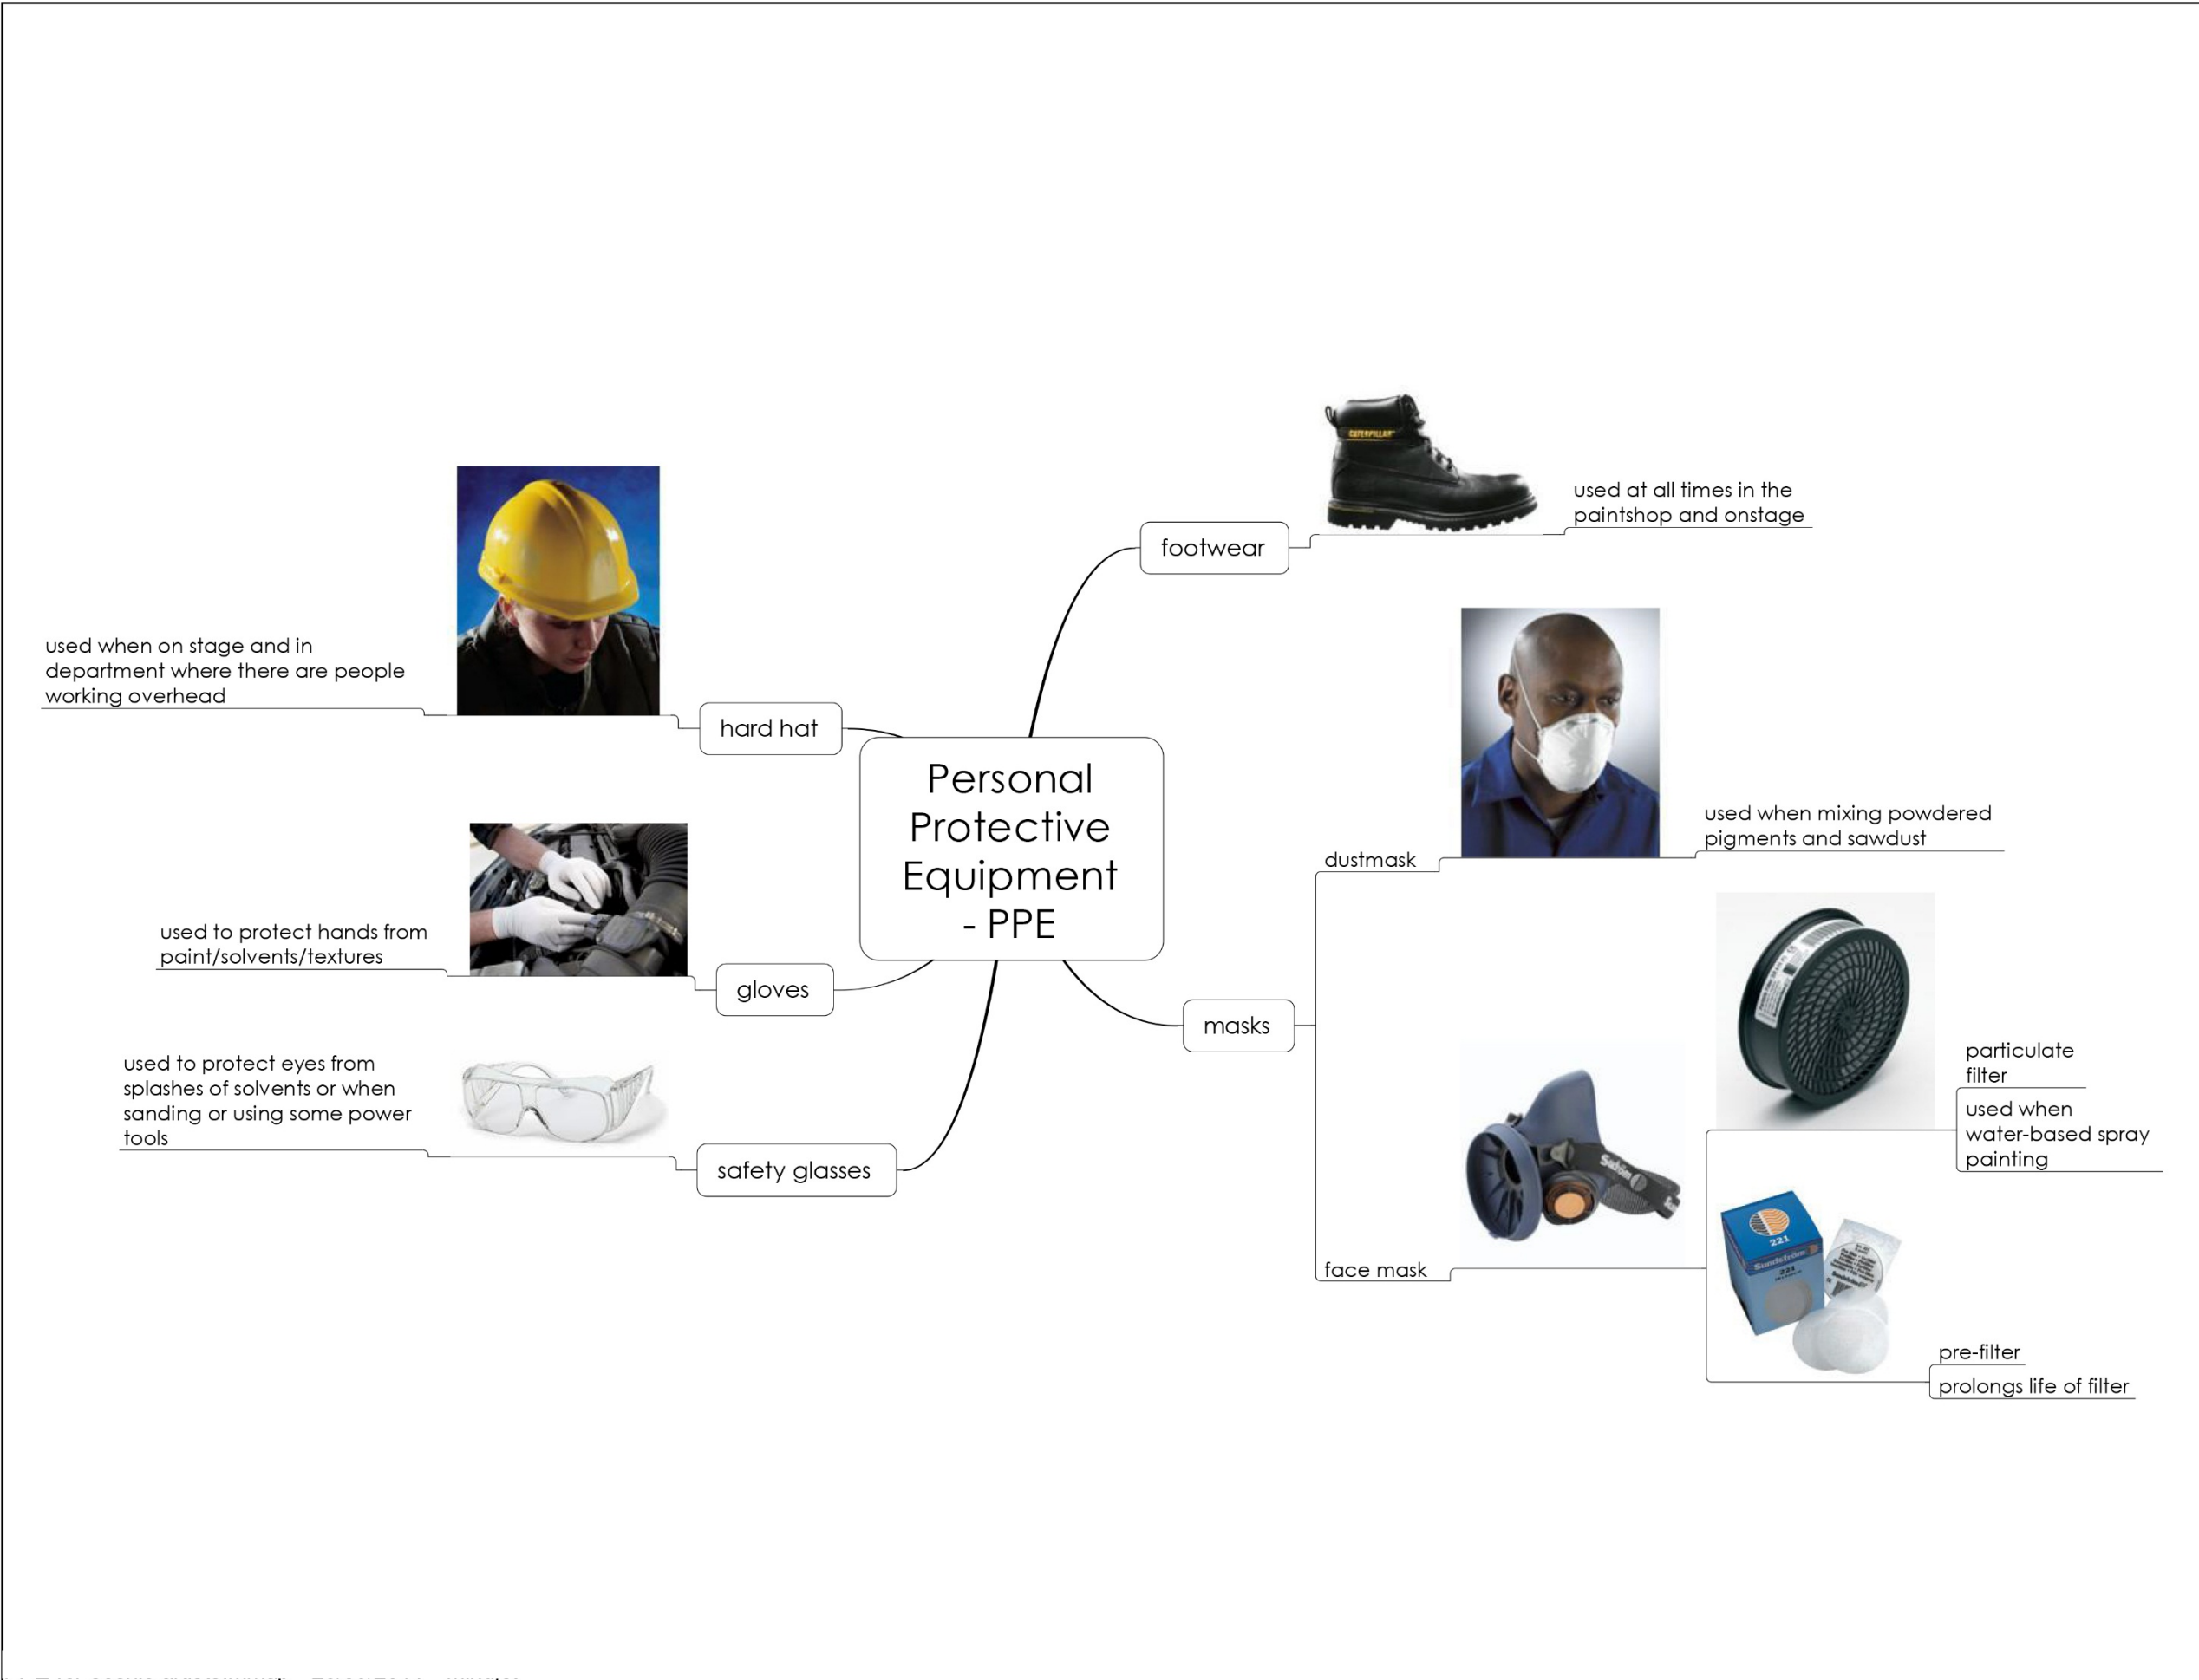 CATERPILLAR
used at all times in the
paintshop and onstage
footwear
used when on stage and in
department where there are people
working overhead
hard hat
Personal
Protective
Equipment
- PPE
used when mixing powdered
pigments and sawdust
dustmask
used to protect hands from
paint/solvents/textures
gloves
masks
used to protect eyes from
splashes of solvents or when
sanding or using some power
tools
safety glasses
particulate
filter
used when
water-based spray
painting
face mask
221
Sundström
221
pre-filter
prolongs life of filter